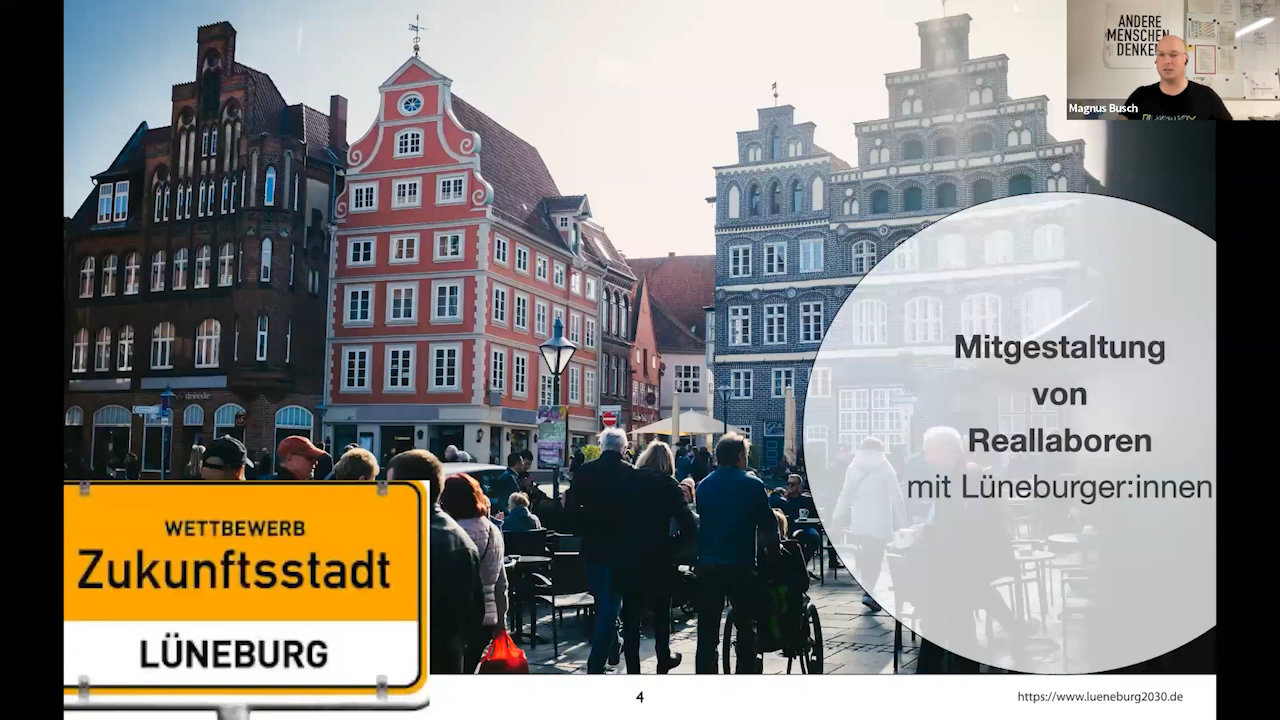 ANDERE
MENSCHEN
DENKEN
Magnus Busch
Mitgestaltung
von
Reallaboren
mit Lüneburger:innen
WETTBEWERB
Zukunftsstadt
LÜNEBURG
4
https://www.lueneburg2030.de